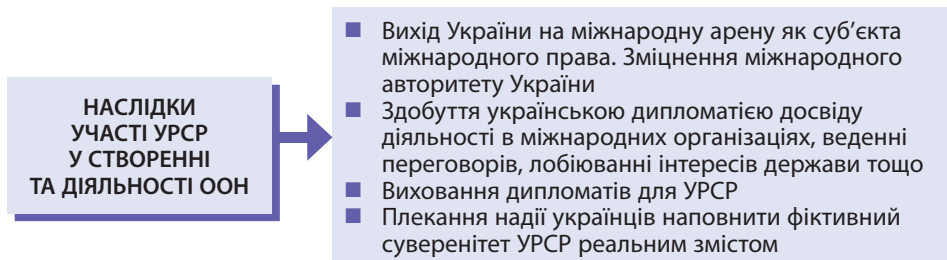 НАСЛІДКИ
УЧАСТІ УРСР
У СТВОРЕННІ
ТА ДІЯЛЬНОСТІ ООН
Вихід України на міжнародну арену як суб’єкта
міжнародного права. Зміцнення міжнародного
авторитету України
Здобуття українською дипломатією досвіду
діяльності в міжнародних організаціях, веденні
переговорів, лобіюванні інтересів держави тощо
Виховання дипломатів для УРСР
Плекання надії українців наповнити фіктивний
суверенітет УРСР реальним змістом